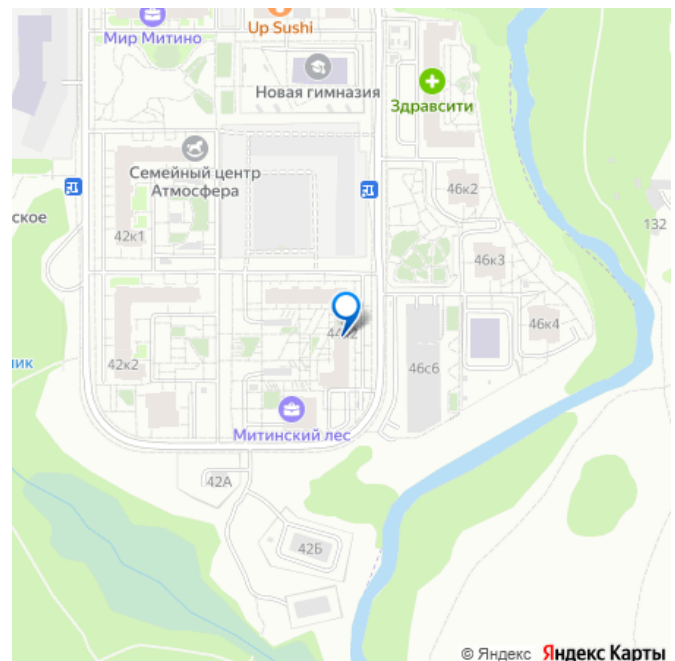 Мир Митино
Up Sushi
Новая гимназия
Здравсити
Семейный центр
Атмосфера
46к2
132
ское
42к1
46к3
46к4
42к2
46с6
ник
Митинский лес
42А
42Б
© Яндекс Яндекс Карты